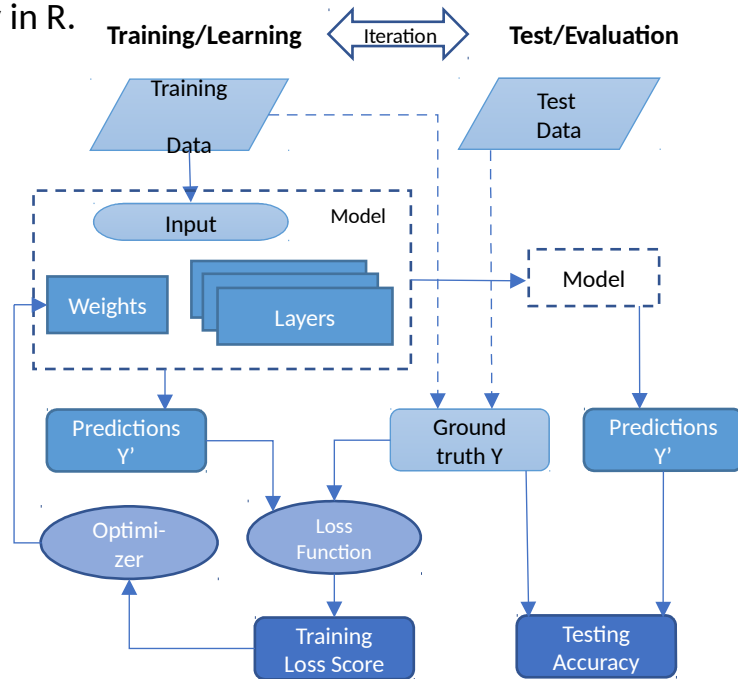 in R.
Training/Learning
Iteration
Test/Evaluation
Training
Data
Test
Data
Input
Model
Weights
Layers
Model
Predictions
Y’
Ground
truth Y
Predictions
Y’
Optimi-
zer
Loss
Function
Training
Loss Score
Testing
Accuracy